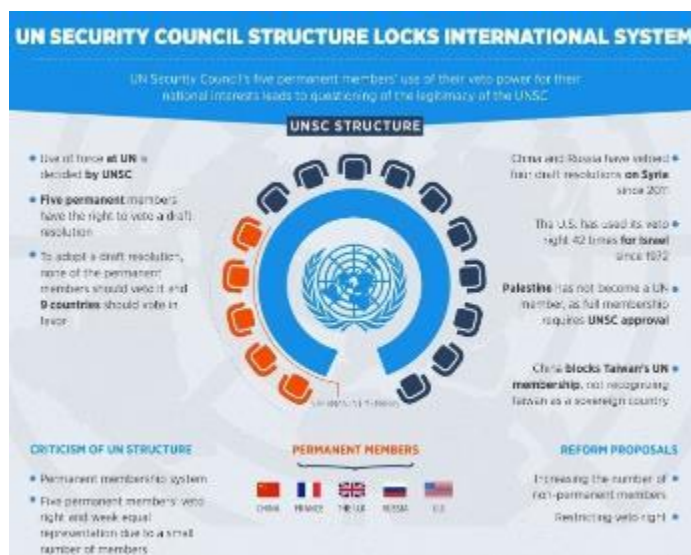 UN SECURITY COUNCIL STRUCTURE LOCKS INTERNATIONAL SYSTEM
UN Security Council's five permanent members' use of their veto power for their
national interests leads to questioning of the legitimacy of the UNSC
UNSC STRUCTURE
Use of force at UN is
decided by UNSC
Five permanent members
have the right to veto a draft
resolution
To adopt a draft resolution,
none of the permanent
members should veto it and
9 countries should vote in
favor
China and Russia have vetoed
four draft resolutions on Syria
since 2011
The U.S. has used its veto
right 42 times for Israel
since 1972
Palestine has not become a UN
member, as full membership
requires UNSC approval
China blocks Taiwan's UN
membership, not recognizing
Taiwan as a sovereign country
CRITICISM OF UN STRUCTURE
Permanent membership system
Five permanent members' veto
right and weak equal
representation due to a small
number of members
PERMANENT MEMBERS
CHINA FRANCE THE UK RUSSIA U.S
REFORM PROPOSALS
Increasing the number of
non-permanent members
Restricting veto right